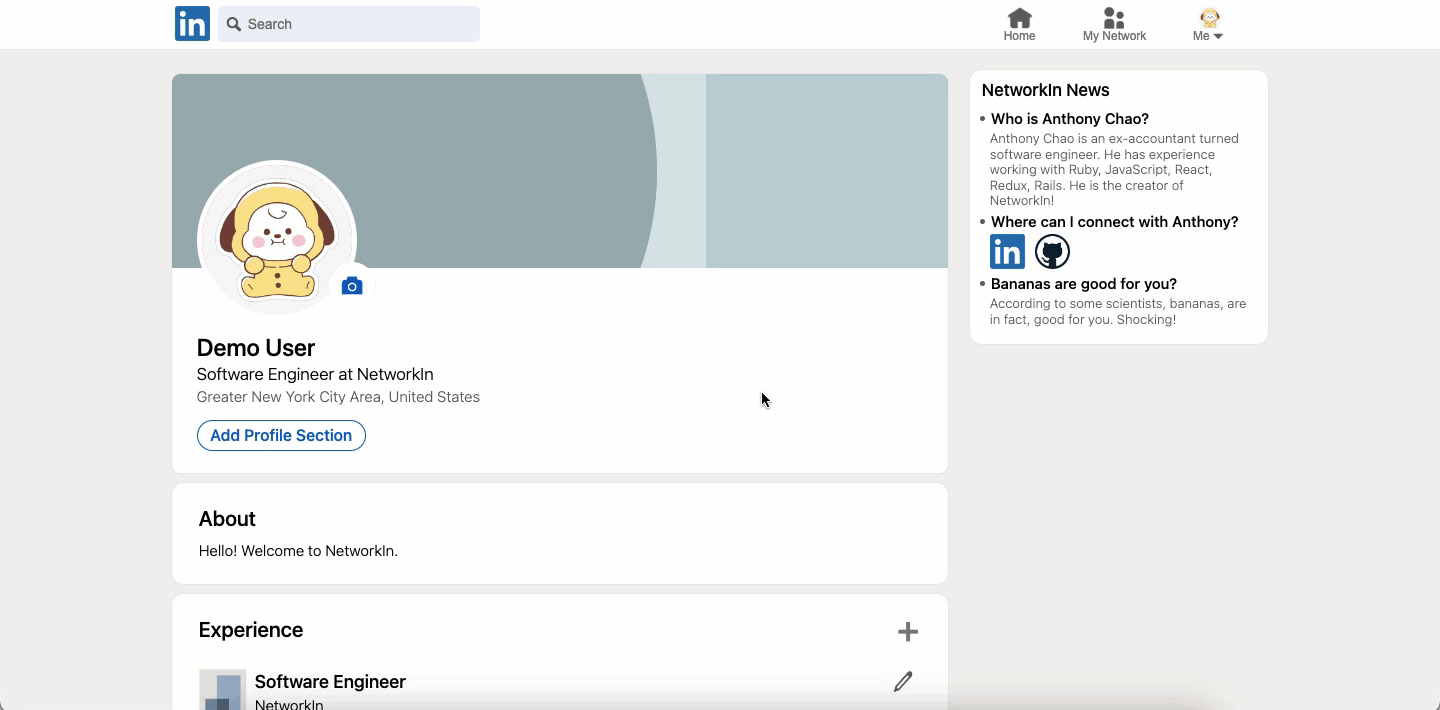 in Search
Home
My Network
Me
NetworkIn News
Who is Anthony Chao?
Anthony Chao is an ex-accountant turned
software engineer. He has experience
working with Ruby, JavaScript, React,
Redux, Rails. He is the creator of
NetworkIn!
Where can I connect with Anthony?
in
Bananas are good for you?
According to some scientists, bananas, are
in fact, good for you. Shocking!
Demo User
Software Engineer at NetworkIn
Greater New York City Area, United States
Add Profile Section
About
Hello! Welcome to NetworkIn.
Experience
Software Engineer
NetworkIn